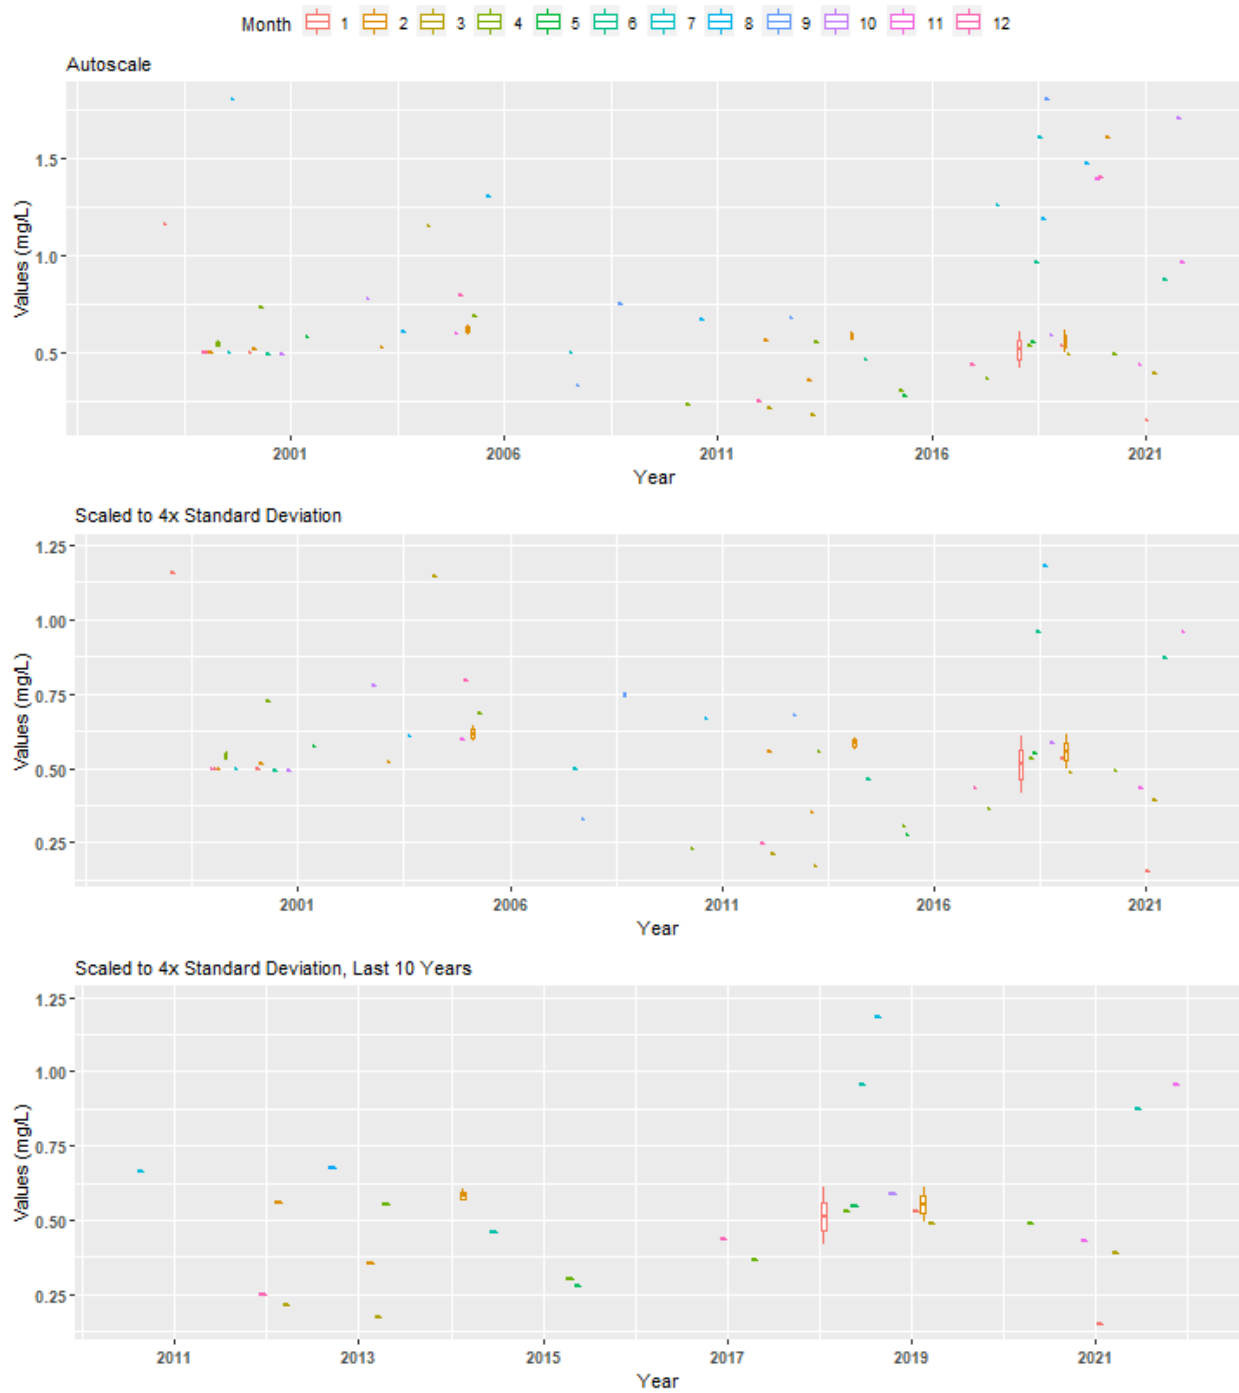 Month 1 2 3 4 5 6 7 8 9 10 11 12
Autoscale
1.5
1.0
0.5
Values (mg/L)
2001 2006 2011 2016 2021
Year
Scaled to 4x Standard Deviation
1.25
1.00
0.75
0.50
0.25
Values (mg/L)
2001 2006 2011 2016 2021
Year
Scaled to 4x Standard Deviation, Last 10 Years
1.25
1.00
0.75
0.50
0.25
Values (mg/L)
2011 2013 2015 2017 2019 2021
Year